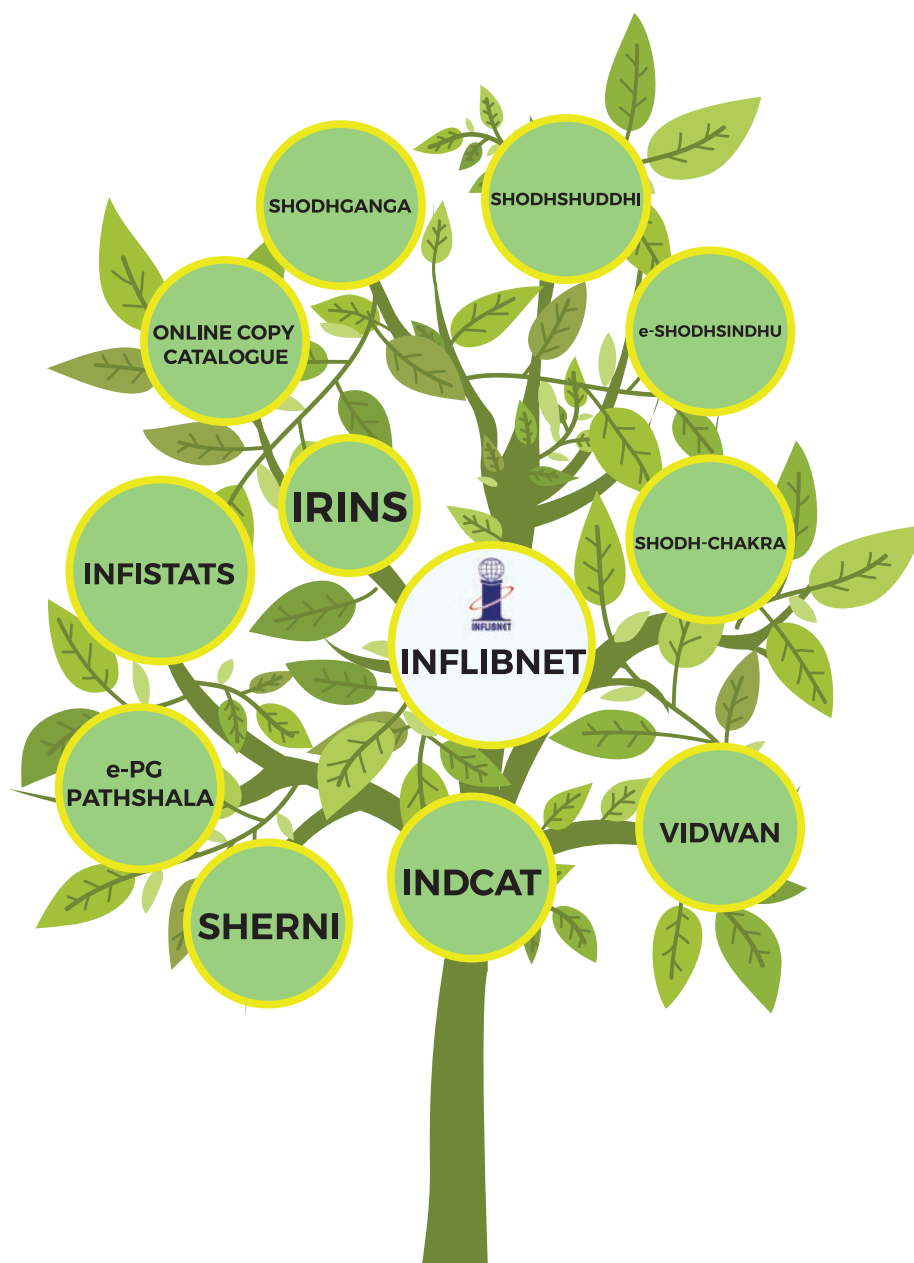 SHODHGANGA
SHODHSHUDDHI
ONLINE COPY
CATALOGUE
e-SHODHSINDHU
IRINS
INFISTATS
SHODH-CHAKRA
INFLIBNET
INFLIBNET
e-PG
PATHSHALA
VIDWAN
INDCAT
SHERNI